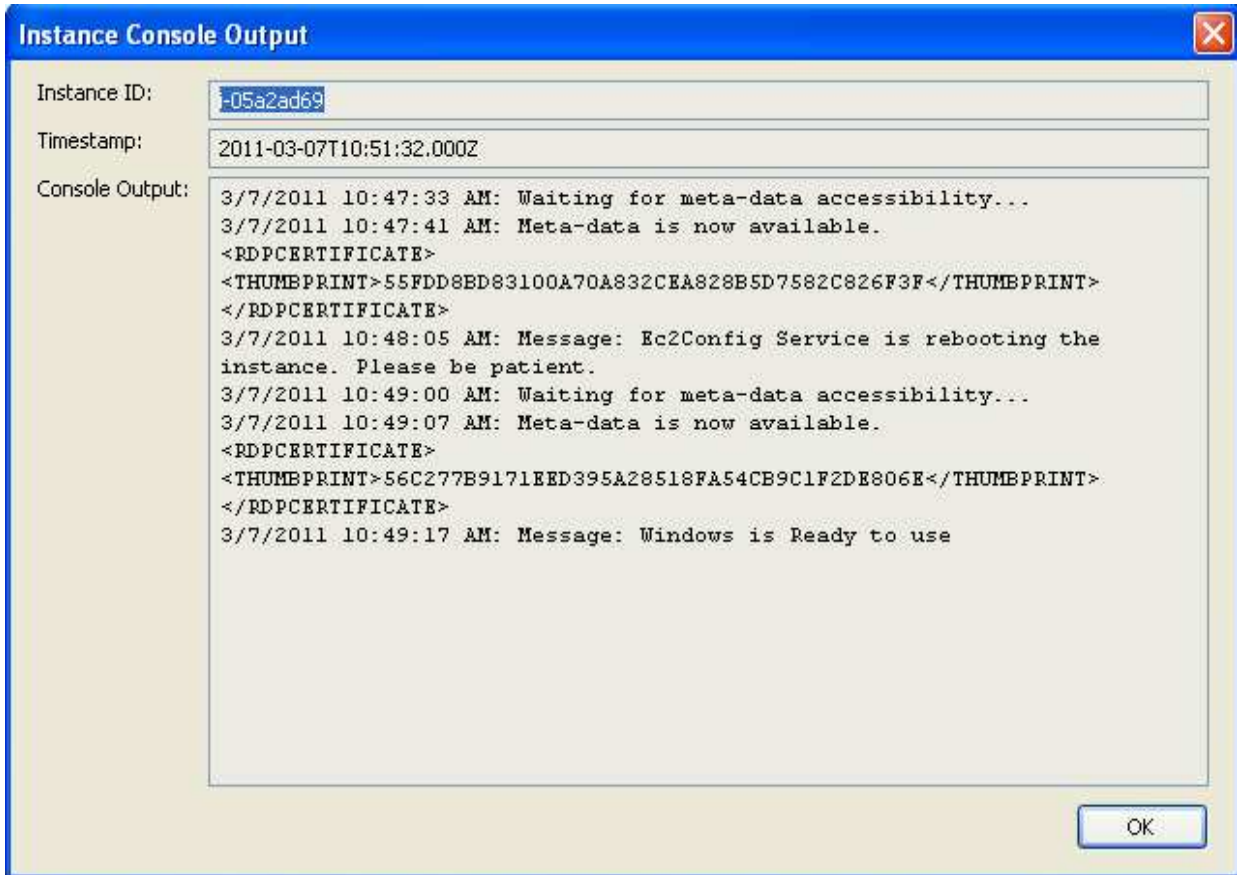 Instance Console Output
Instance ID:
i-05a2ad69
Timestamp:
2011-03-07T10:51:32.000Z
Console Output:
3/7/2011 10:47:33 AM: Waiting for meta-data accessibility...
3/7/2011 10:47:41 AM: Meta-data is now available.
<RDPCERTIFICATE>
<THUMBPRINT>55FDD8BD83100A70A832CEA828B5D7582C826F3F</THUMBPRINT>
</RDPCERTIFICATE>
3/7/2011 10:48:05 AM: Message: Ec2Config Service is rebooting the
instance. Please be patient.
3/7/2011 10:49:00 AM: Waiting for meta-data accessibility...
3/7/2011 10:49:07 AM: Meta-data is now available.
<RDPCERTIFICATE>
<THUMBPRINT>56C277B9171EED395A28518FA54CB9C1F2DE806E</THUMBPRINT>
</RDPCERTIFICATE>
3/7/2011 10:49:17 AM: Message: Windows is Ready to use
OK